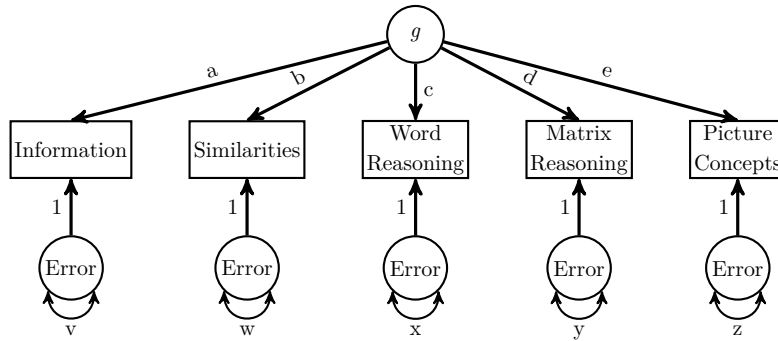 g
a
b
c
d
e
Information
Similarities
Word
Reasoning
Matrix
Reasoning
Picture
Concepts
1
1
1
1
1
Error
Error
Error
Error
Error
v
w
x
y
z